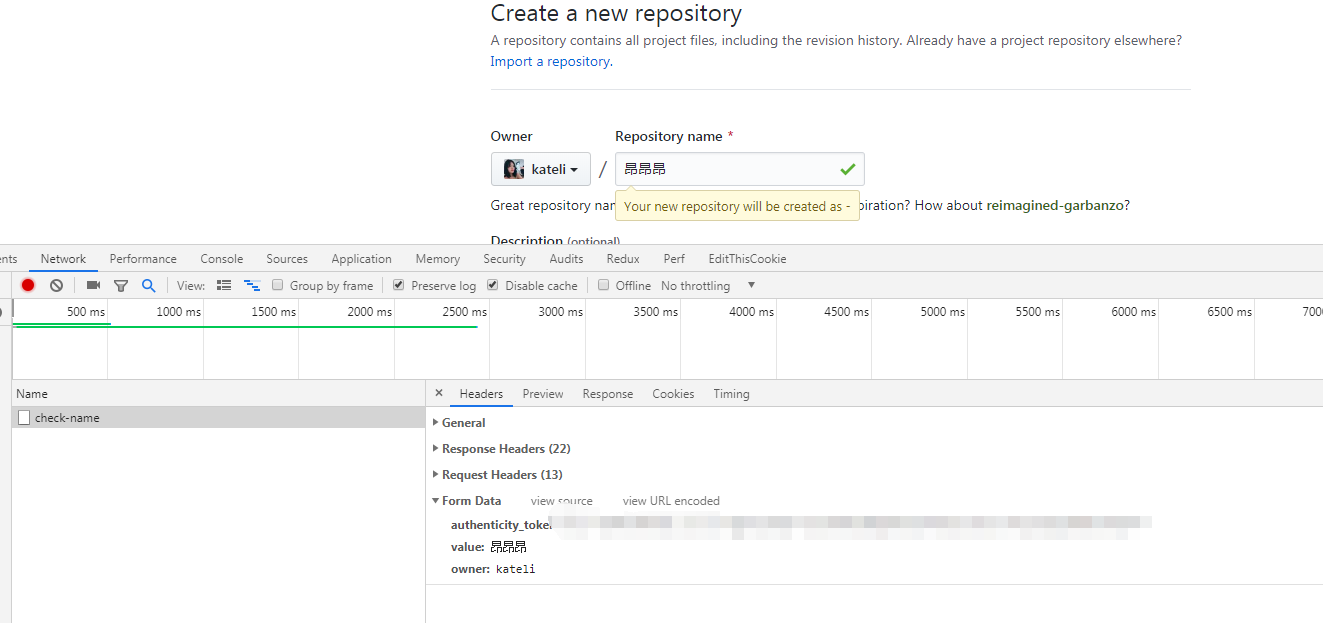 Create a new repository
A repository contains all project files, including the revision history. Already have a project repository elsewhere?
Import a repository.
Owner
Repository name *
kateli
/
昂昂昂
Great repository
Your new repository will be created as -
How about reimagined-garbanzo?
Description (optional)
Network Performance Console Sources Application Memory Security Audits Redux Perf EditThisCookie
View: Group by frame Preserve log Disable cache Offline No throttling
500 ms 1000 ms 1500 ms 2000 ms 2500 ms 3000 ms 3500 ms 4000 ms 4500 ms 5000 ms 5500 ms 6000 ms 6500 ms
Name
× Headers Preview Response Cookies Timing
check-name
General
Response Headers (22)
Request Headers (13)
Form Data view source view URL encoded
value: 昂昂昂
owner: kateli